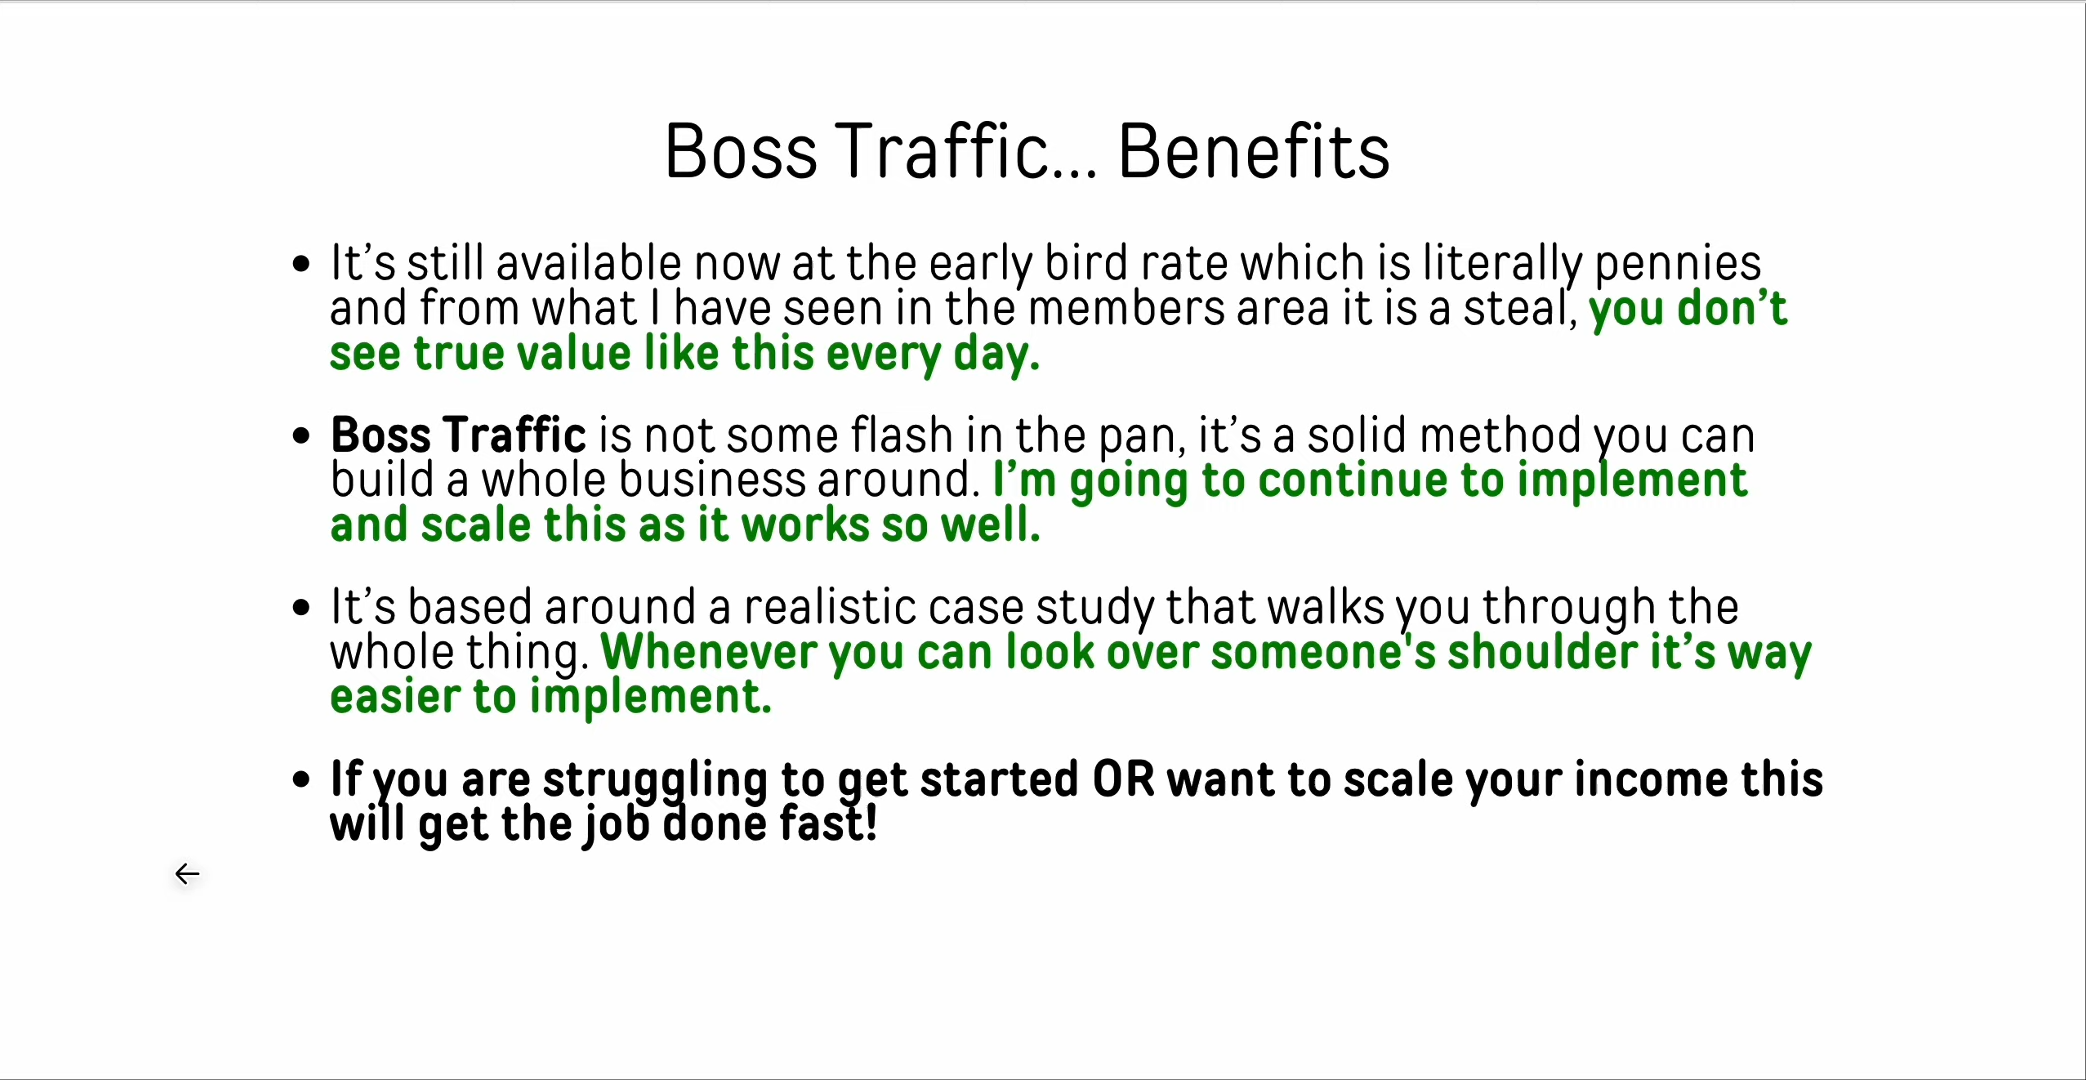 Boss Traffic... Benefits
• It’s still available now at the early bird rate which is literally pennies
and from what I have seen in the members area it is a steal, you don’t
see true value like this every day.
• Boss Traffic is not some flash in the pan, it’s a solid method you can
build a whole business around. I’m going to continue to implement
and scale this as it works so well.
• It’s based around a realistic case study that walks you through the
whole thing. Whenever you can look over someone's shoulder it’s way
easier to implement.
• If you are struggling to get started OR want to scale your income this
will get the job done fast!